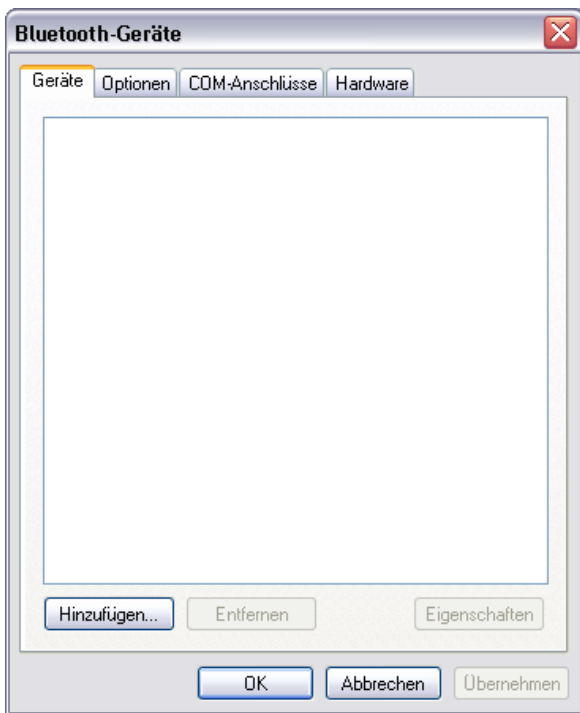 Bluetooth-Geräte
Geräte Optionen COM-Anschlüsse Hardware
Hinzufügen... Entfernen Eigenschaften
OK Abbrechen Übernehmen